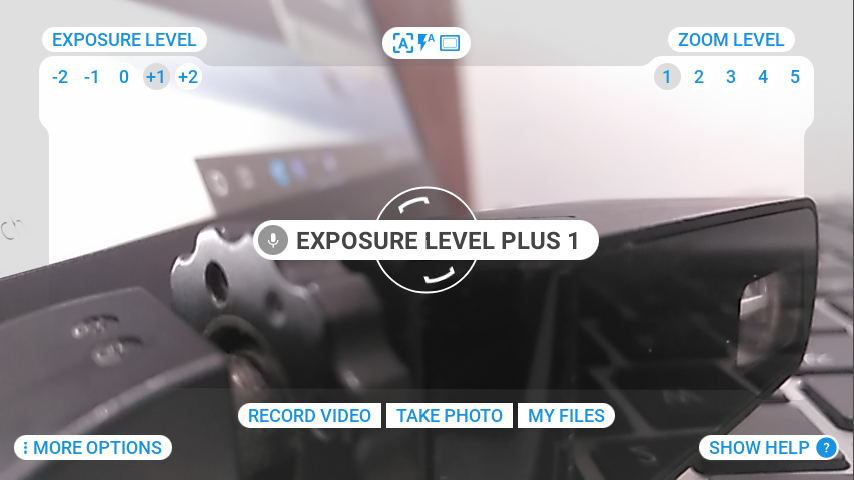 EXPOSURE LEVEL
ZOOM LEVEL
A A
-2 -1 0 +1 +2
1 2 3 4 5
EXPOSURE LEVEL PLUS 1
RECORD VIDEO TAKE PHOTO MY FILES
MORE OPTIONS
SHOW HELP ?